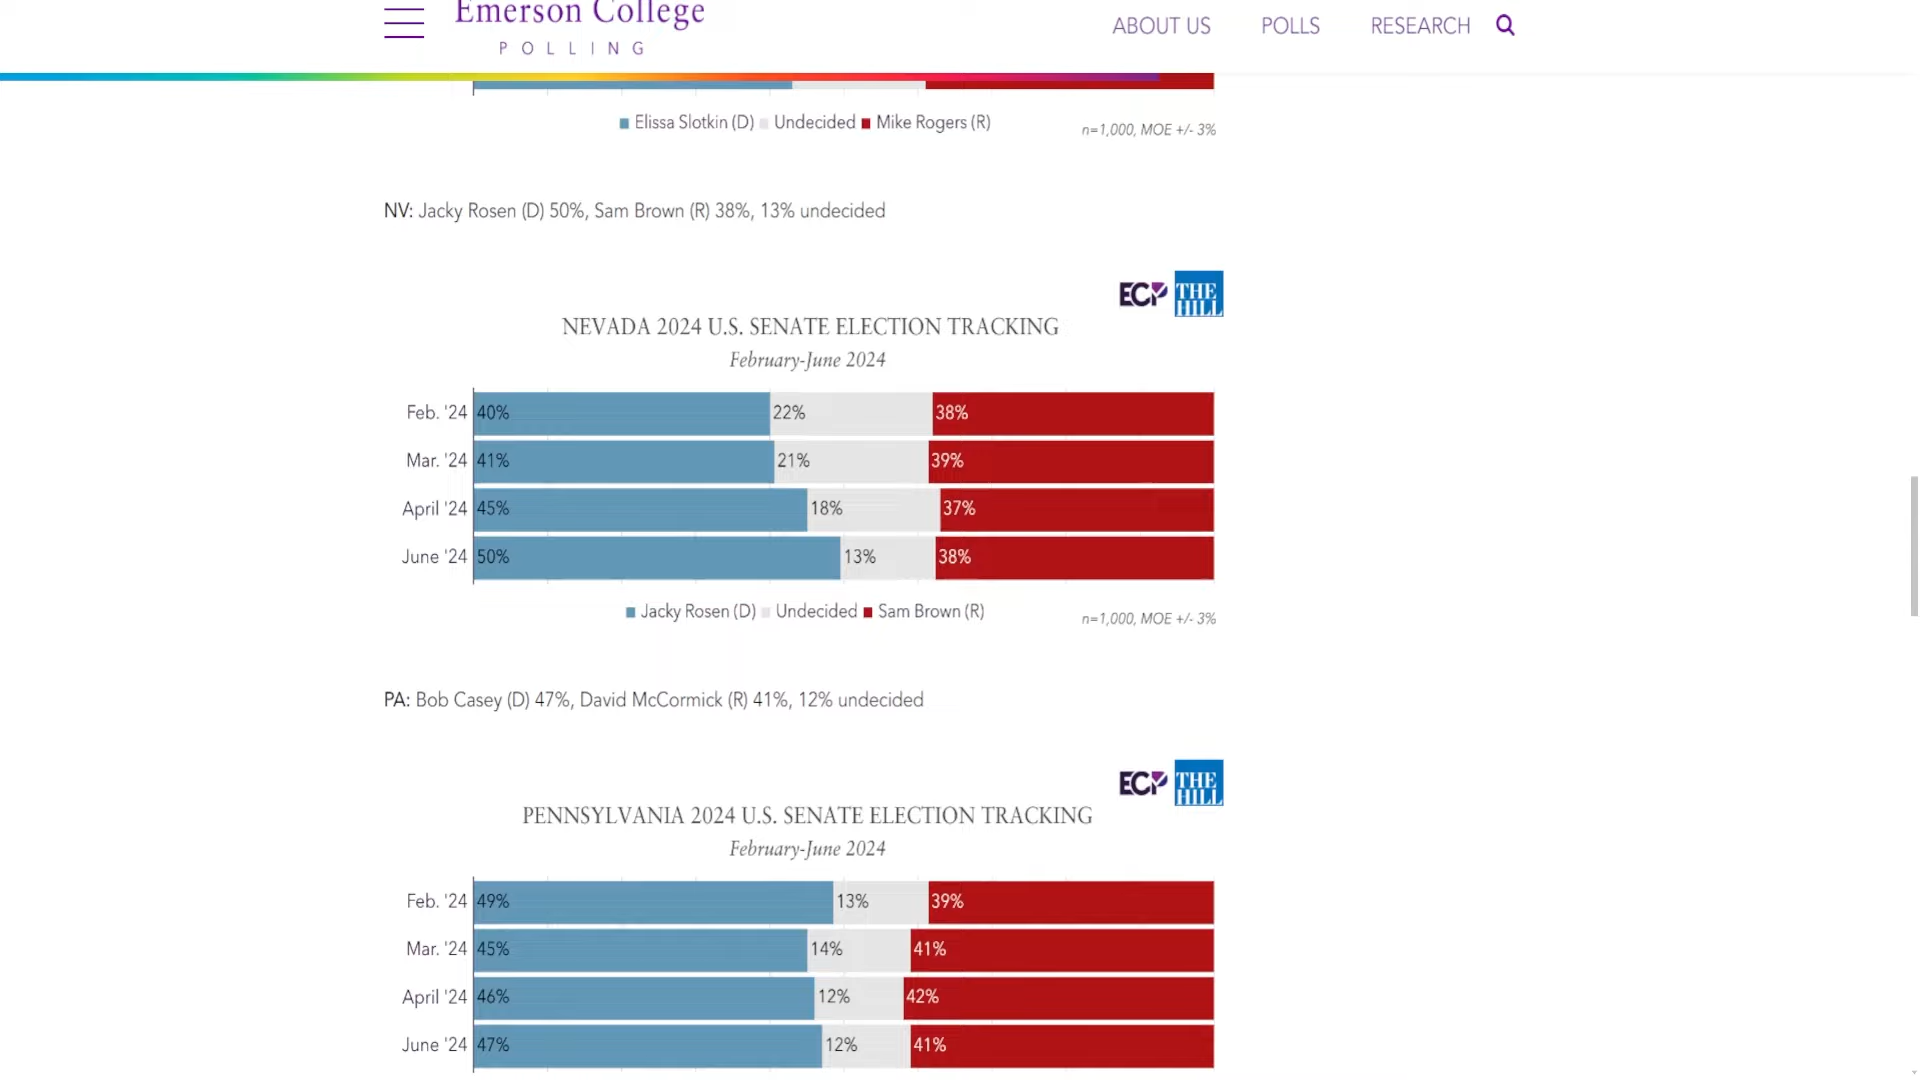 Emerson College
POLLING
ABOUT US
POLLS
RESEARCH
Elissa Slotkin (D) Undecided Mike Rogers (R)
n=1,000, MOE +/- 3%
NV: Jacky Rosen (D) 50%, Sam Brown (R) 38%, 13% undecided
ECP THE HILL
NEVADA 2024 U.S. SENATE ELECTION TRACKING
February-June 2024
Feb. '24 40% 22% 38%
Mar. '24 41% 21% 39%
April '24 45% 18% 37%
June '24 50% 13% 38%
Jacky Rosen (D) Undecided Sam Brown (R)
n=1,000, MOE +/- 3%
PA: Bob Casey (D) 47%, David McCormick (R) 41%, 12% undecided
ECP THE HILL
PENNSYLVANIA 2024 U.S. SENATE ELECTION TRACKING
February-June 2024
Feb. '24 49% 13% 39%
Mar. '24 45% 14% 41%
April '24 46% 12% 42%
June '24 47% 12% 41%